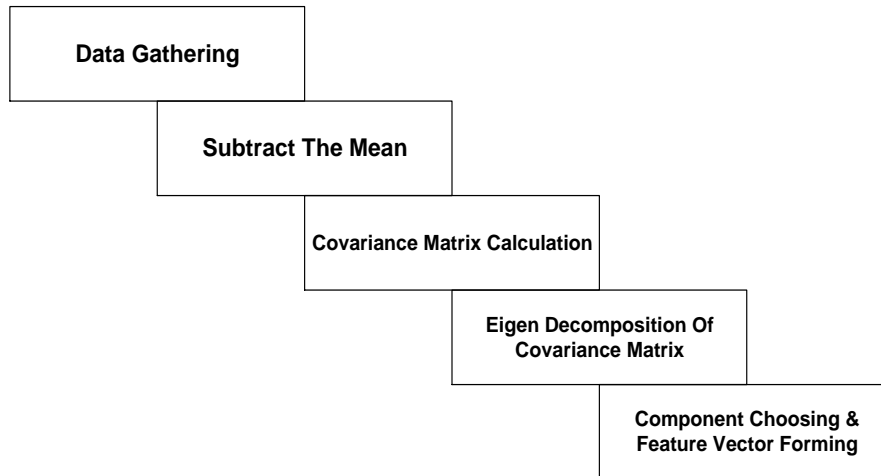 Data Gathering
Subtract The Mean
Covariance Matrix Calculation
Eigen Decomposition Of
Covariance Matrix
Component Choosing &
Feature Vector Forming